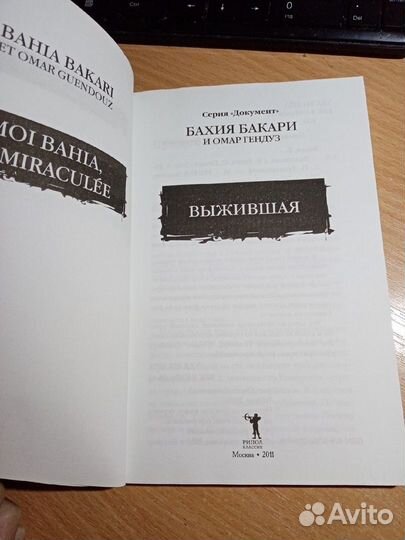 BAHIA BAKARI
ET OMAR GUENDOUZ
MOI BAHIA,
MIRACULÉE
Серия «Документ»
БАХИЯ БАКАРИ
И ОМАР ГЕНДУЗ
ВЫЖИВШАЯ
РИПОЛ
КЛАССИК
Москва • 2011
Avito